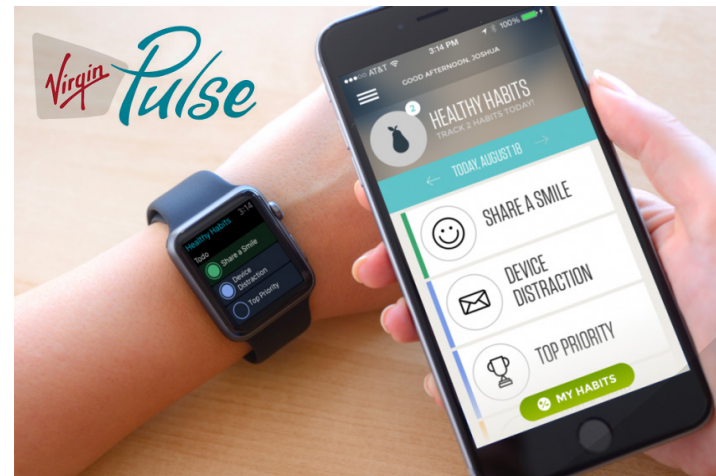 Virgin Pulse
AT&T
3:14 PM
100%
GOOD AFTERNOON, JOSHUA
2
HEALTHY HABITS
TRACK 2 HABITS TODAY!
← TODAY, AUGUST 18 →
SHARE A SMILE
DEVICE
DISTRACTION
TOP PRIORITY
MY HABITS
Healthy Habits
3:14
Todo
Share a Smile
Device
Distraction
Top Priority